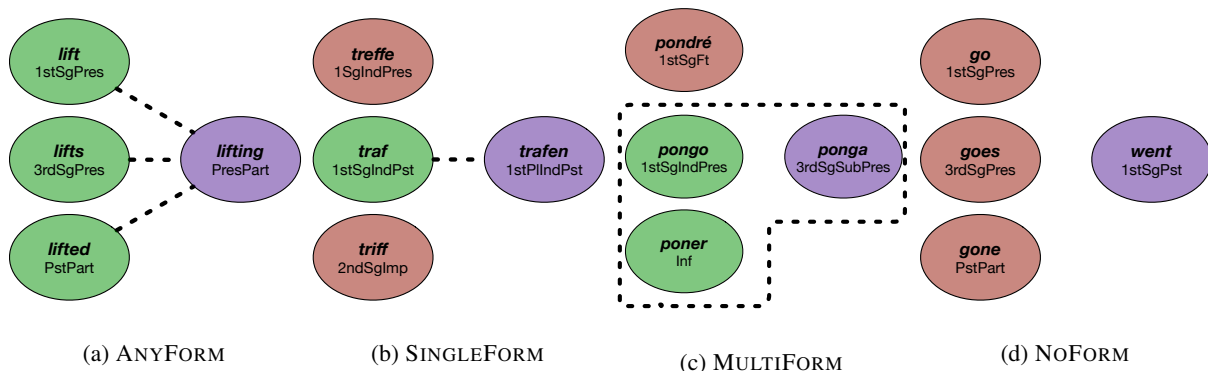 lift
1stSgPres
lifts
3rdSgPres
lifted
PstPart
lifting
PresPart
(a) ANYFORM
treffe
1SgIndPres
traf
1stSgIndPst
triff
2ndSgImp
trafen
1stPlIndPst
(b) SINGLEFORM
pondré
1stSgFt
pongo
1stSgIndPres
poner
Inf
ponga
3rdSgSubPres
(c) MULTIFORM
go
1stSgPres
goes
3rdSgPres
gone
PstPart
went
1stSgPst
(d) NOFORM